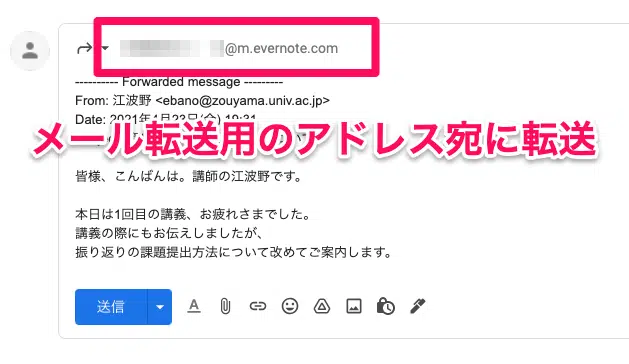 @m.evernote.com
---------- Forwarded message ---------
From: 江波野 <ebano@zouyama.univ.ac.jp>
Date: 2021年4月23日(金) 19:31
メール転送用のアドレス宛に転送
皆様、こんばんは。講師の江波野です。
本日は1回目の講義、お疲れさまでした。
講義の際にもお伝えしましたが、
振り返りの課題提出方法について改めてご案内します。
送信